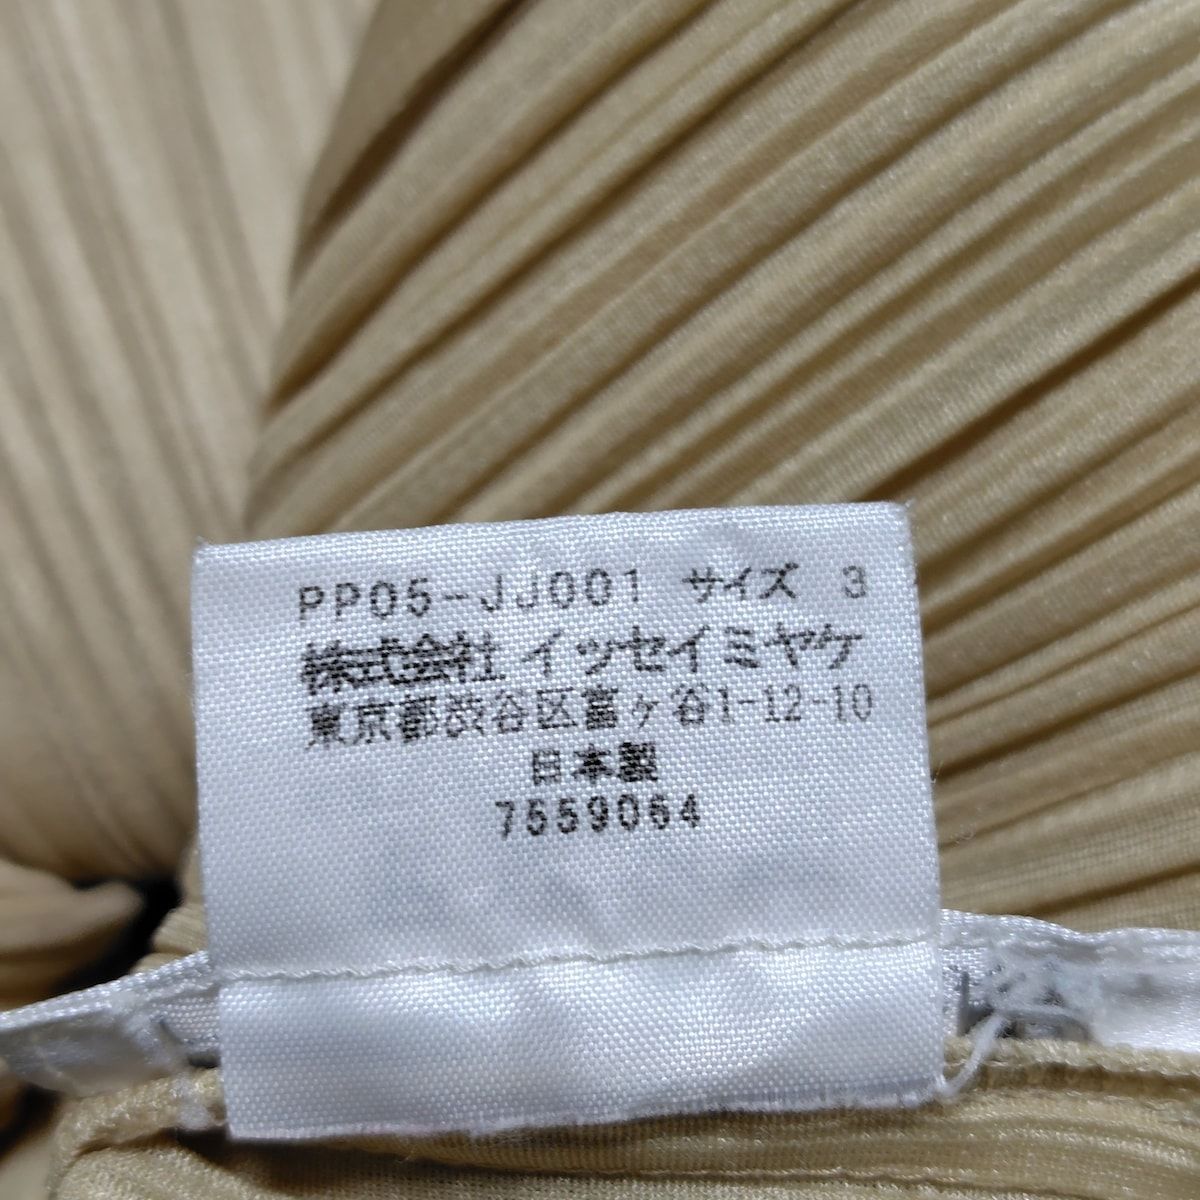 PP05-JJ001 サイズ 3
株式会社 イッセイミヤケ
東京都渋谷区富ヶ谷1-12-10
日本製
7559064